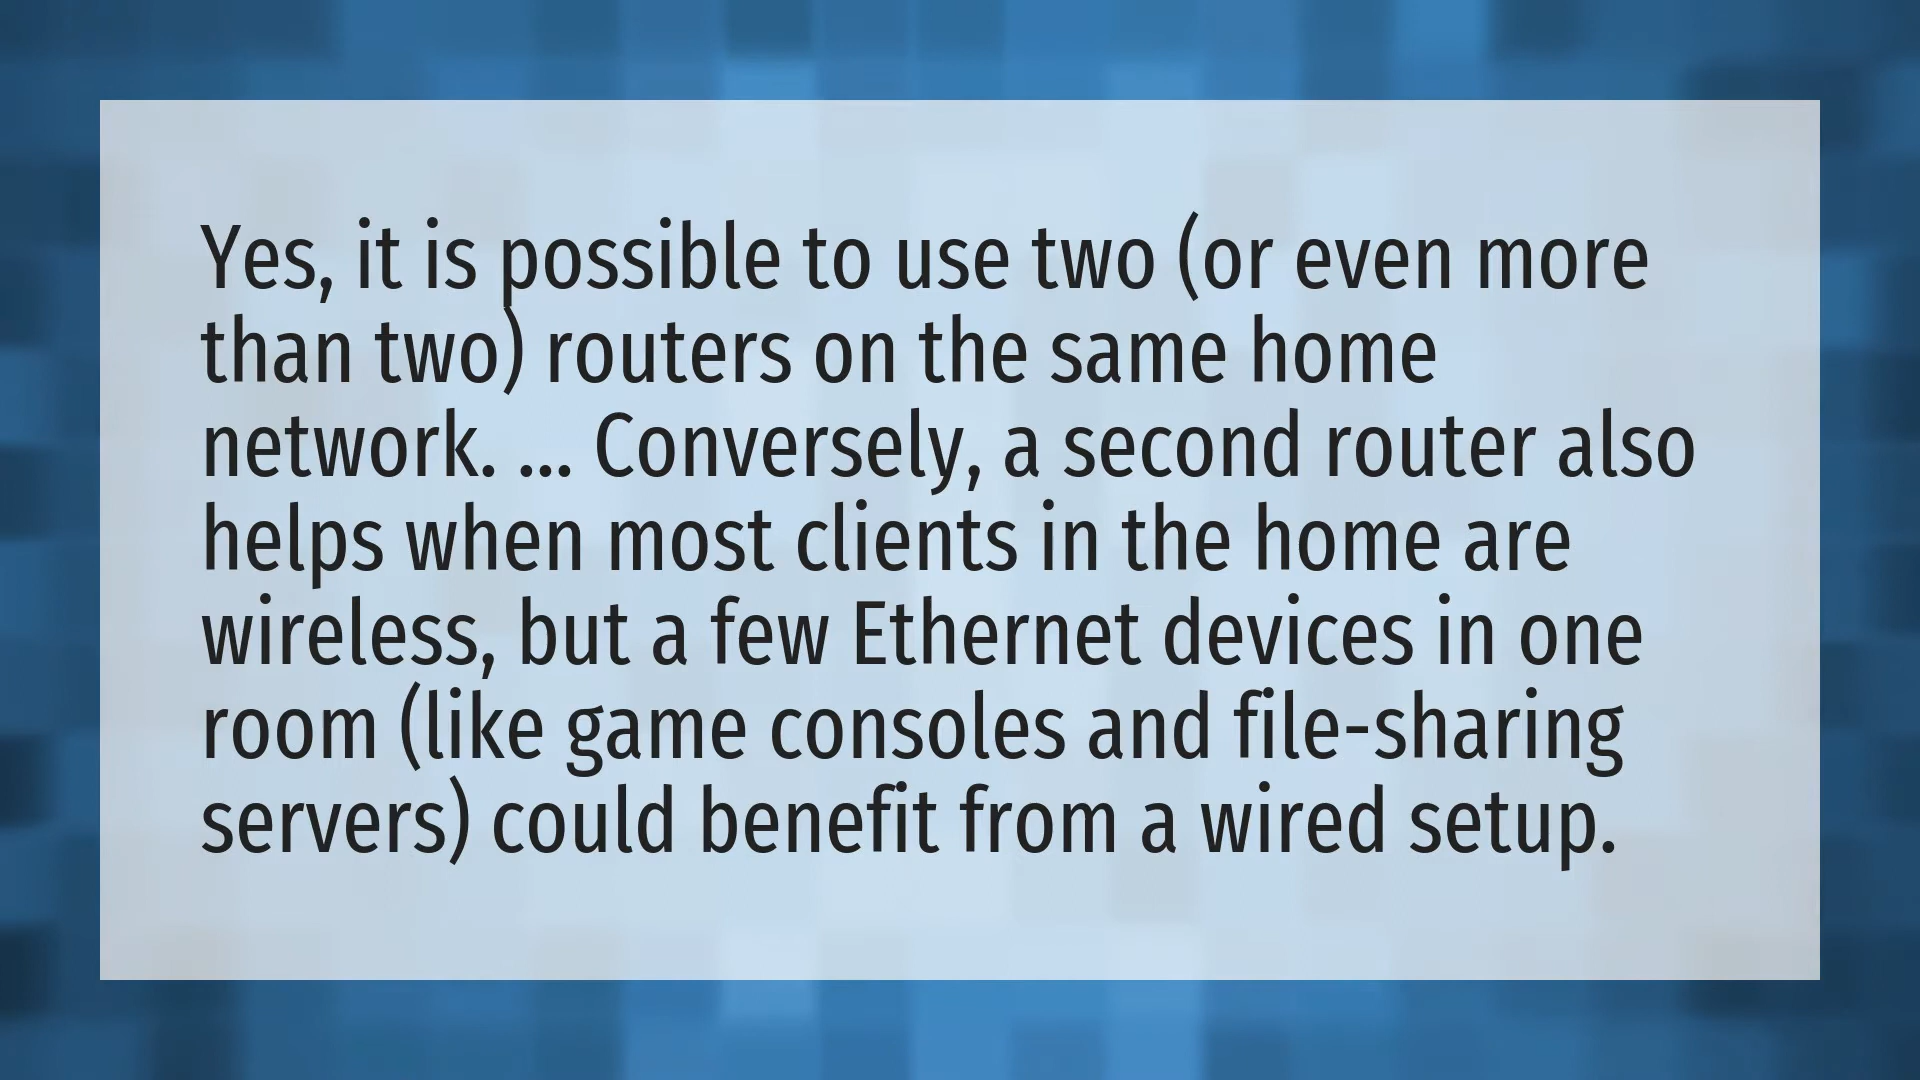 Yes, it is possible to use two (or even more
than two) routers on the same home
network. ... Conversely, a second router also
helps when most clients in the home are
wireless, but a few Ethernet devices in one
room (like game consoles and file-sharing
servers) could benefit from a wired setup.